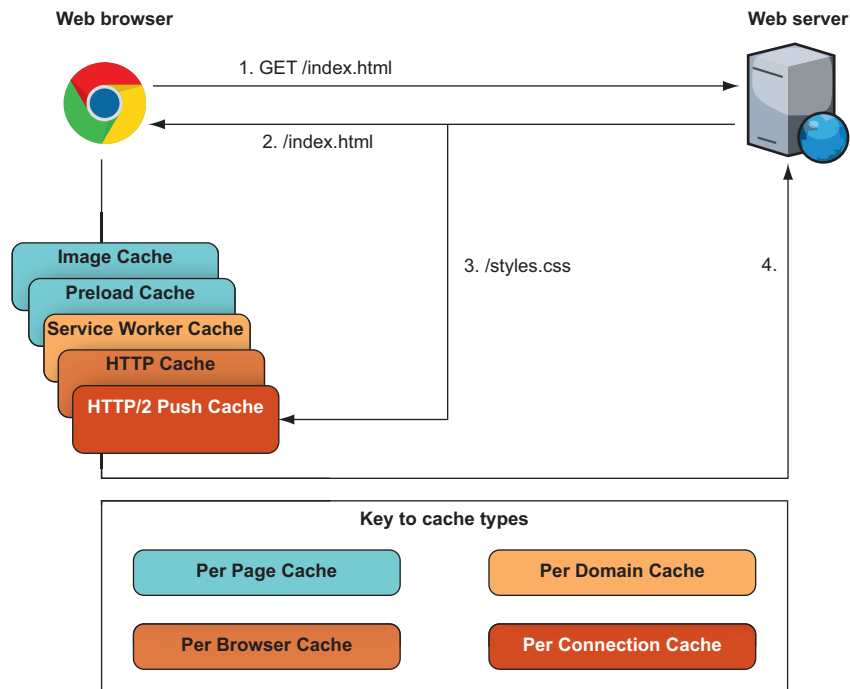 Web browser
Web server
1. GET /index.html
2. /index.html
3. /styles.css
4.
Image Cache
Preload Cache
Service Worker Cache
HTTP Cache
HTTP/2 Push Cache
Key to cache types
Per Page Cache
Per Domain Cache
Per Browser Cache
Per Connection Cache